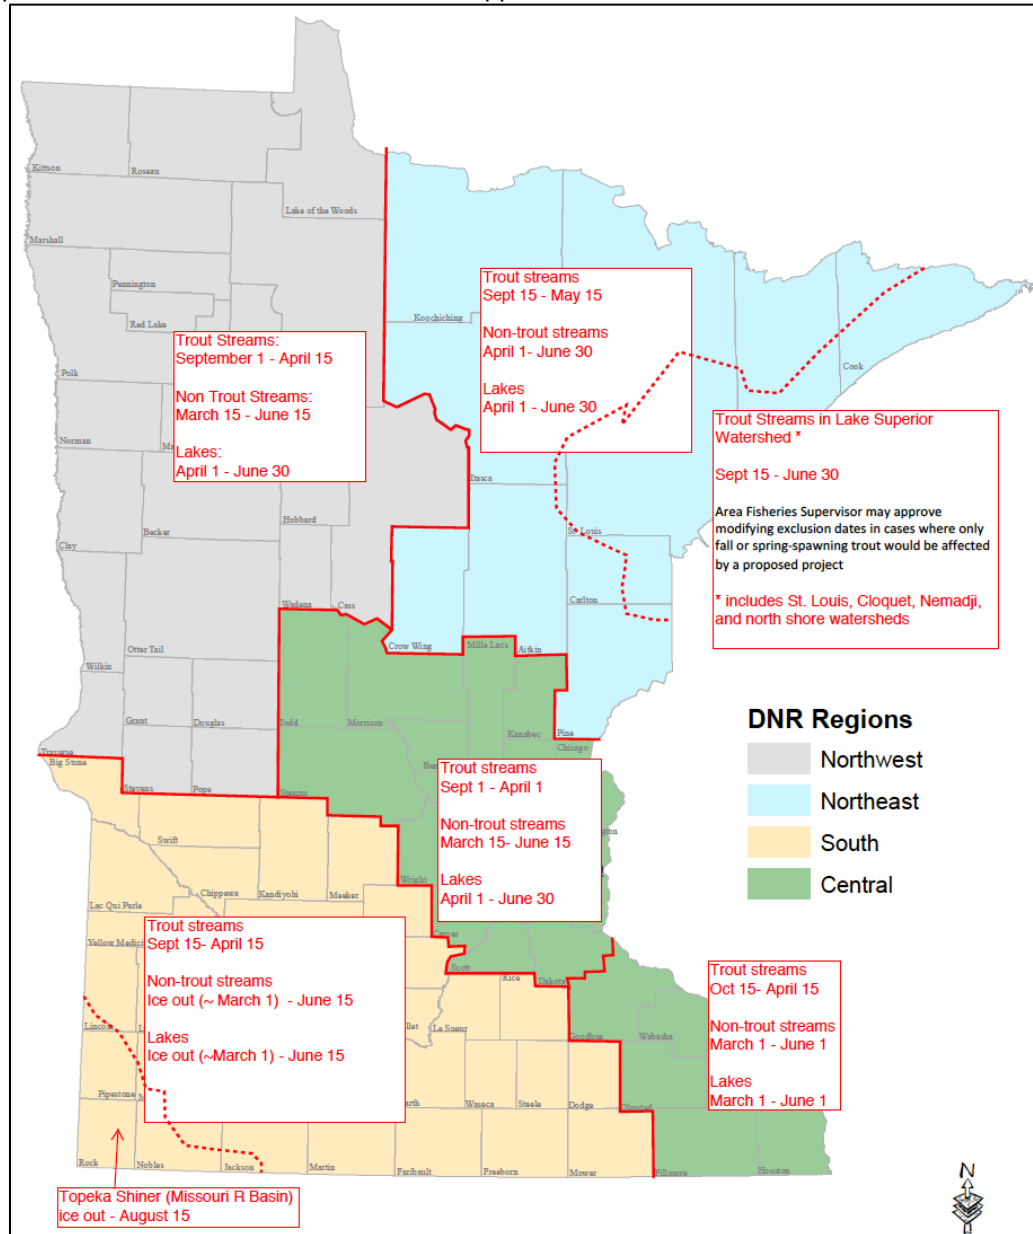 Kittson
Roseau
Lake of the Woods
Marshall
Pennington
Red Lake
Koochiching
Polk
Cook
Norman
Itasca
Hubbard
Becker
Clay
St. Louis
Carlton
Wadena
Cass
Crow Wing
Mille Lacs
Aitkin
Otter Tail
Wilkin
Grant
Douglas
Todd
Morrison
Kanabec
Pine
Chisago
Traverse
Big Stone
Stevens
Pope
Stearns
Swift
Wright
Chippewa
Kandiyohi
Meeker
Lac Qui Parle
Carver
Scott
Rice
Dakota
Lincoln
Le Sueur
Goodhue
Wabasha
Pipestone
Waseca
Steele
Dodge
Olmsted
Rock
Nobles
Jackson
Martin
Faribault
Freeborn
Mower
Fillmore
Houston
Trout Streams:
September 1 - April 15
Non Trout Streams:
March 15 - June 15
Lakes:
April 1 - June 30
Trout streams
Sept 15 - May 15
Non-trout streams
April 1- June 30
Lakes
April 1 - June 30
Trout Streams in Lake Superior
Watershed *
Sept 15 - June 30
Area Fisheries Supervisor may approve
modifying exclusion dates in cases where only
fall or spring-spawning trout would be affected
by a proposed project
* includes St. Louis, Cloquet, Nemadji,
and north shore watersheds
DNR Regions
Northwest
Northeast
South
Central
Trout streams
Sept 1 - April 1
Non-trout streams
March 15- June 15
Lakes
April 1 - June 30
Trout streams
Sept 15- April 15
Non-trout streams
Ice out (~ March 1) - June 15
Lakes
Ice out (~March 1) - June 15
Trout streams
Oct 15- April 15
Non-trout streams
March 1 - June 1
Lakes
March 1 - June 1
Topeka Shiner (Missouri R Basin)
ice out - August 15
N